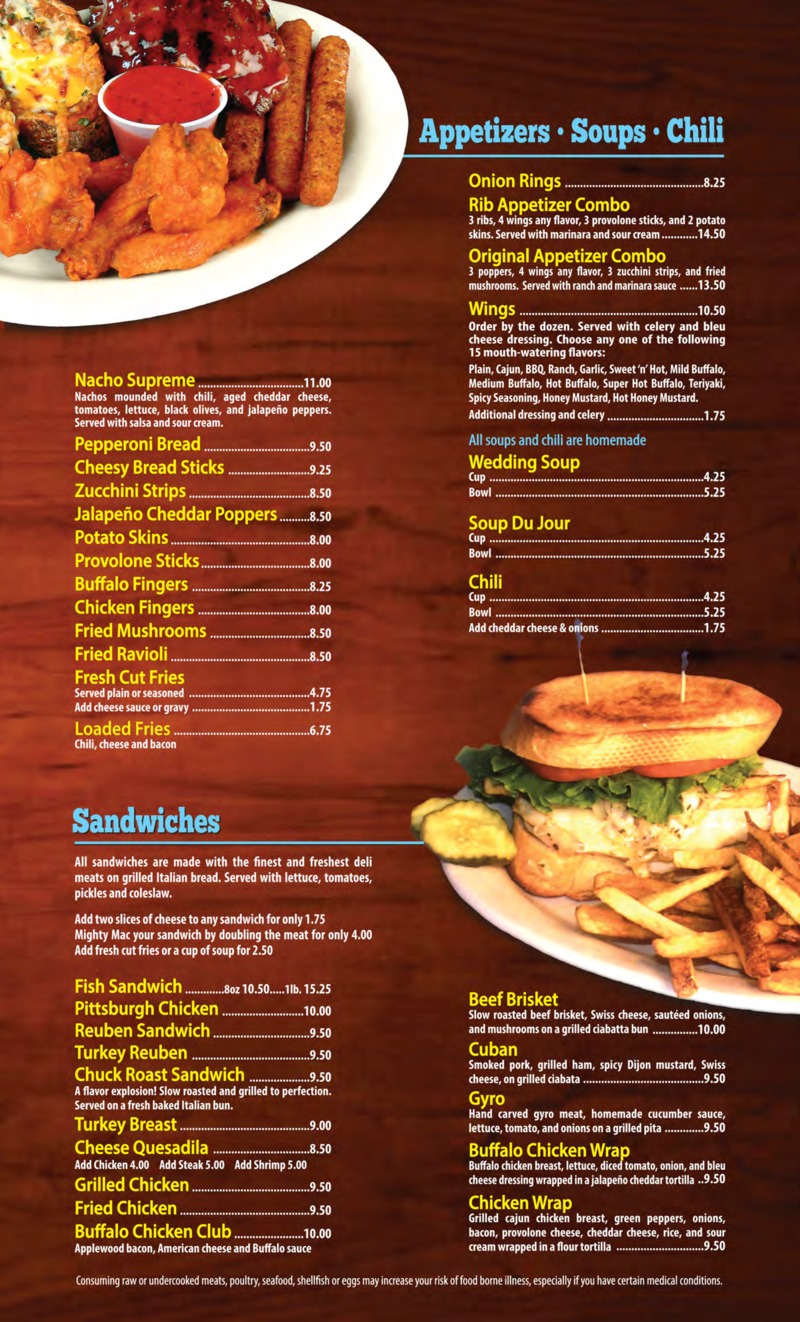 Appetizers • Soups • Chili
Nacho Supreme ....................................11.00
Nachos mounded with chili, aged cheddar cheese,
tomatoes, lettuce, black olives, and jalapeño peppers.
Served with salsa and sour cream.
Pepperoni Bread ....................................9.50
Cheesy Bread Sticks ...........................9.25
Zucchini Strips ........................................8.50
Jalapeño Cheddar Poppers ..........8.50
Potato Skins ..............................................8.00
Provolone Sticks....................................8.00
Buffalo Fingers .......................................8.25
Chicken Fingers .....................................8.00
Fried Mushrooms .................................8.50
Fried Ravioli ..............................................8.50
Fresh Cut Fries
Served plain or seasoned ........................................4.75
Add cheese sauce or gravy .......................................1.75
Loaded Fries .............................................6.75
Chili, cheese and bacon
Onion Rings ..............................................8.25
Rib Appetizer Combo
3 ribs, 4 wings any flavor, 3 provolone sticks, and 2 potato
skins. Served with marinara and sour cream ............14.50
Original Appetizer Combo
3 poppers, 4 wings any flavor, 3 zucchini strips, and fried
mushrooms. Served with ranch and marinara sauce ......13.50
Wings ...........................................................10.50
Order by the dozen. Served with celery and bleu
cheese dressing. Choose any one of the following
15 mouth-watering flavors:
Plain, Cajun, BBQ, Ranch, Garlic, Sweet 'n' Hot, Mild Buffalo,
Medium Buffalo, Hot Buffalo, Super Hot Buffalo, Teriyaki,
Spicy Seasoning, Honey Mustard, Hot Honey Mustard.
Additional dressing and celery ................................1.75
All soups and chili are homemade
Wedding Soup
Cup .......................................................................4.25
Bowl .....................................................................5.25
Soup Du Jour
Cup .......................................................................4.25
Bowl .....................................................................5.25
Chili
Cup .......................................................................4.25
Bowl .....................................................................5.25
Add cheddar cheese & onions ..................................1.75
Sandwiches
All sandwiches are made with the finest and freshest deli
meats on grilled Italian bread. Served with lettuce, tomatoes,
pickles and coleslaw.
Add two slices of cheese to any sandwich for only 1.75
Mighty Mac your sandwich by doubling the meat for only 4.00
Add fresh cut fries or a cup of soup for 2.50
Fish Sandwich .............8oz 10.50.....1lb. 15.25
Pittsburgh Chicken ...........................10.00
Reuben Sandwich ................................9.50
Turkey Reuben .......................................9.50
Chuck Roast Sandwich ....................9.50
A flavor explosion! Slow roasted and grilled to perfection.
Served on a fresh baked Italian bun.
Turkey Breast ............................................9.00
Cheese Quesadila ................................8.50
Add Chicken 4.00 Add Steak 5.00 Add Shrimp 5.00
Grilled Chicken .......................................9.50
Fried Chicken ...........................................9.50
Buffalo Chicken Club .......................10.00
Applewood bacon, American cheese and Buffalo sauce
Beef Brisket
Slow roasted beef brisket, Swiss cheese, sautéed onions,
and mushrooms on a grilled ciabatta bun ...............10.00
Cuban
Smoked pork, grilled ham, spicy Dijon mustard, Swiss
cheese, on grilled ciabata ........................................9.50
Gyro
Hand carved gyro meat, homemade cucumber sauce,
lettuce, tomato, and onions on a grilled pita .............9.50
Buffalo Chicken Wrap
Buffalo chicken breast, lettuce, diced tomato, onion, and bleu
cheese dressing wrapped in a jalapeño cheddar tortilla ..9.50
Chicken Wrap
Grilled cajun chicken breast, green peppers, onions,
bacon, provolone cheese, cheddar cheese, rice, and sour
cream wrapped in a flour tortilla .............................9.50
Consuming raw or undercooked meats, poultry, seafood, shellfish or eggs may increase your risk of food borne illness, especially if you have certain medical conditions.